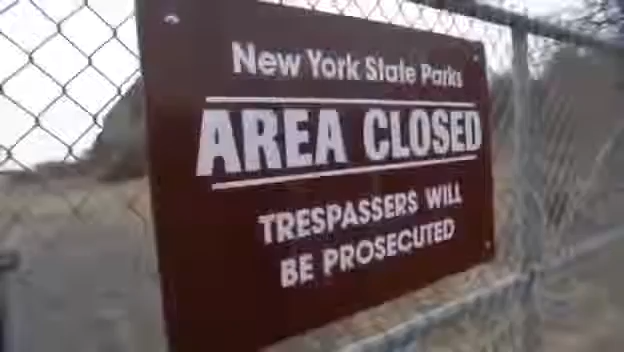 New York State Parks
AREA CLOSED
TRESPASSERS WILL
BE PROSECUTED